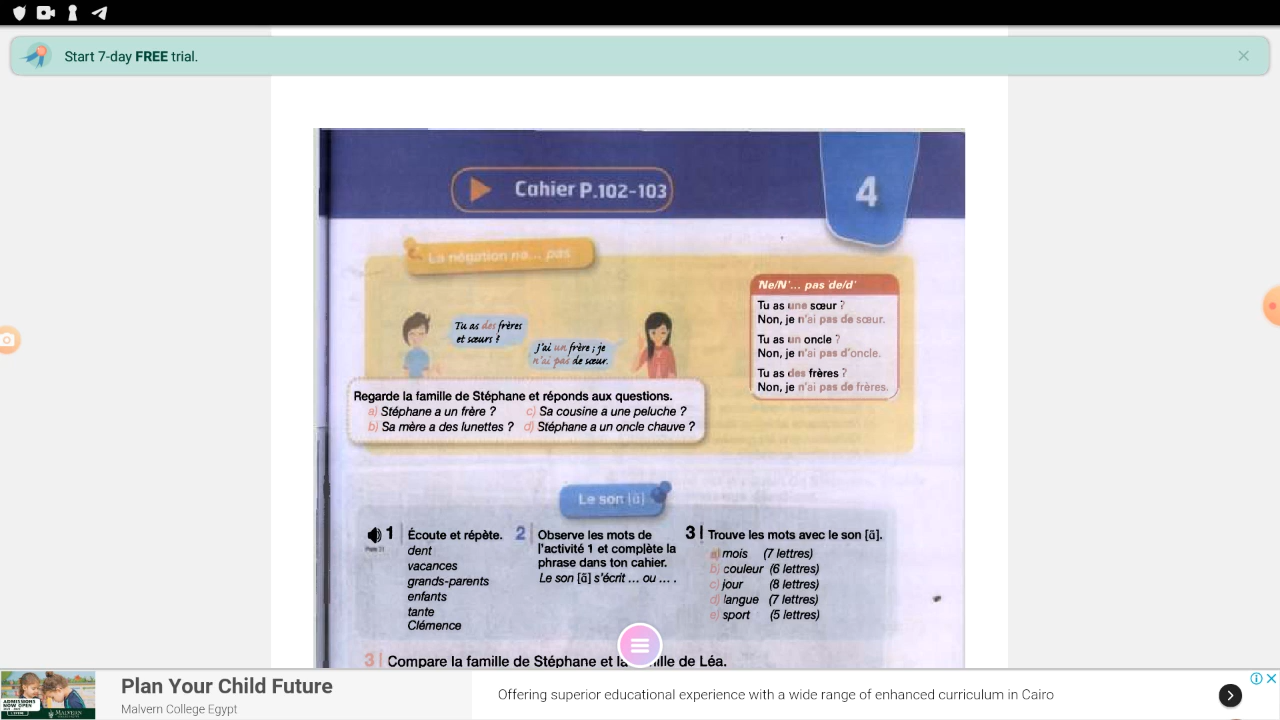 Start 7-day FREE trial.
Cahier P.102-103
4
La négation ne... pas
Ne/N'... pas de/d'
Tu as une sœur ?
Non, je n'ai pas de sœur.
Tu as un oncle ?
Non, je n'ai pas d'oncle.
Tu as des frères ?
Non, je n'ai pas de frères.
Tu as des frères
et sœurs ?
J'ai un frère ; je
n'ai pas de sœur.
Regarde la famille de Stéphane et réponds aux questions.
a) Stéphane a un frère ? c) Sa cousine a une peluche ?
b) Sa mère a des lunettes ? d) Stéphane a un oncle chauve ?
Le son [ã]
1 Écoute et répète.
dent
vacances
grands-parents
enfants
tante
Clémence
2 Observe les mots de
l'activité 1 et complète la
phrase dans ton cahier.
Le son [ã] s'écrit ... ou ... .
3 Trouve les mots avec le son [ã].
a) mois (7 lettres)
b) couleur (6 lettres)
c) jour (8 lettres)
d) langue (7 lettres)
e) sport (5 lettres)
3 Compare la famille de Stéphane et la famille de Léa.
Plan Your Child Future
Malvern College Egypt
Offering superior educational experience with a wide range of enhanced curriculum in Cairo